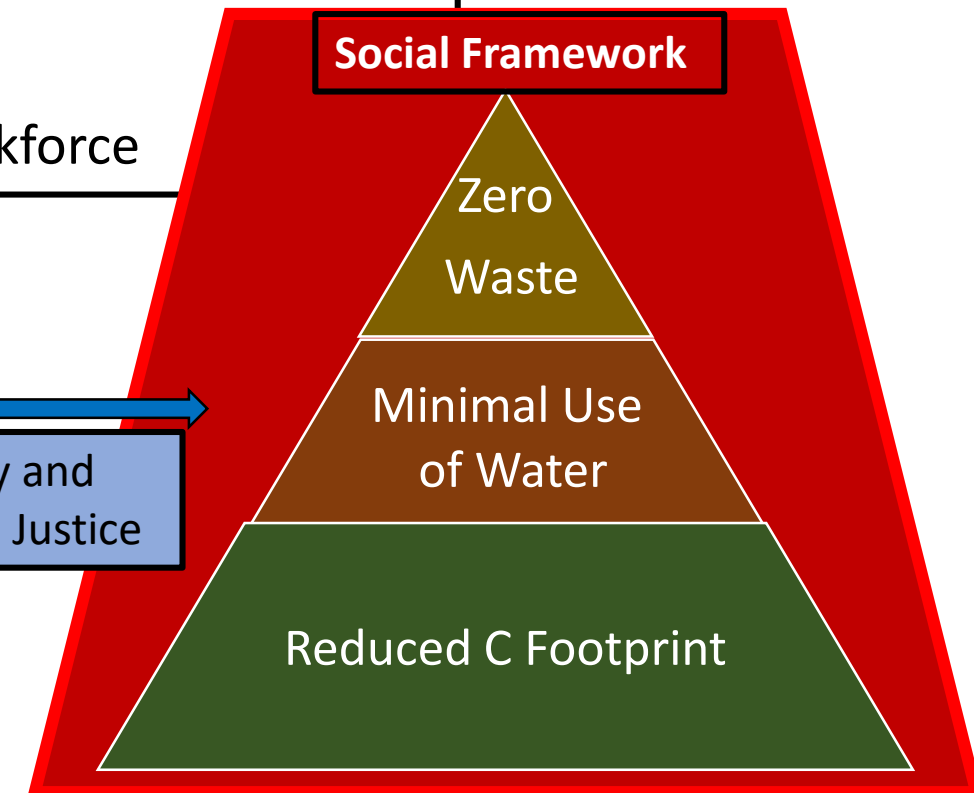 Social Framework
kforce
Zero
Waste
Minimal Use
of Water
y and
Justice
Reduced C Footprint